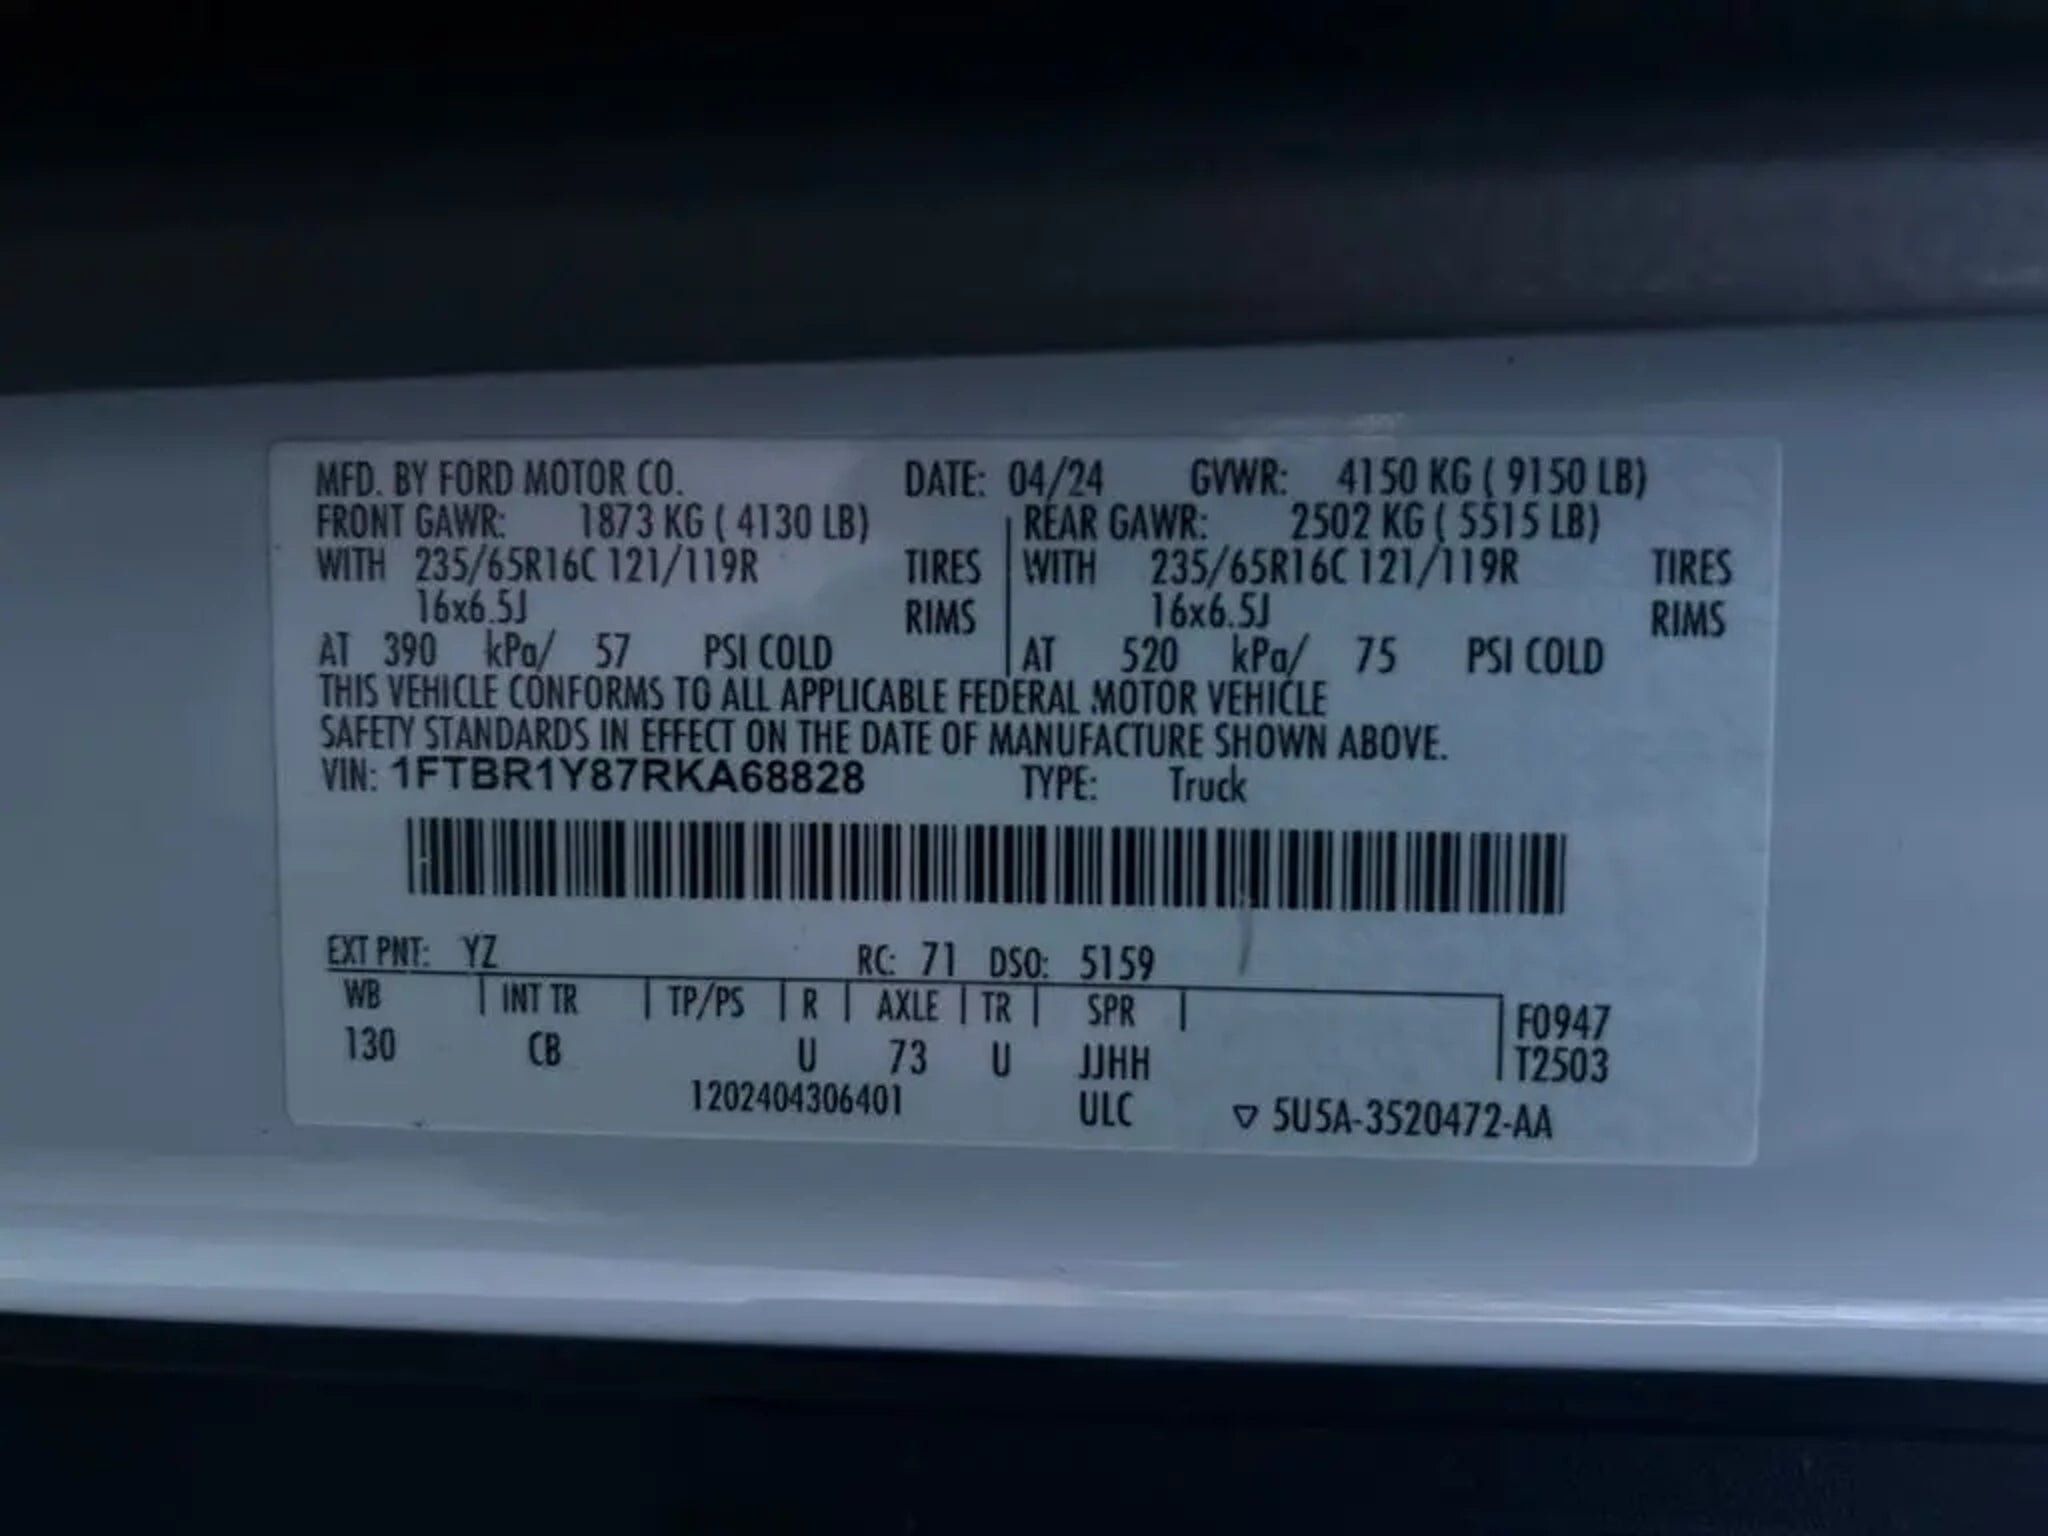 MFD. BY FORD MOTOR CO. DATE: 04/24 GVWR: 4150 KG ( 9150 LB)
FRONT GAWR: 1873 KG ( 4130 LB) REAR GAWR: 2502 KG ( 5515 LB)
WITH 235/65R16C 121/119R TIRES WITH 235/65R16C 121/119R TIRES
16x6.5J RIMS 16x6.5J RIMS
AT 390 kPa/ 57 PSI COLD AT 520 kPa/ 75 PSI COLD
THIS VEHICLE CONFORMS TO ALL APPLICABLE FEDERAL MOTOR VEHICLE
SAFETY STANDARDS IN EFFECT ON THE DATE OF MANUFACTURE SHOWN ABOVE.
VIN: 1FTBR1Y87RKA68828 TYPE: Truck
EXT PNT: YZ RC: 71 DSO: 5159
WB | INT TR | TP/PS | R | AXLE | TR | SPR | F0947
130 CB U 73 U JJHH T2503
1202404306401 ULC ▽ 5U5A-3520472-AA